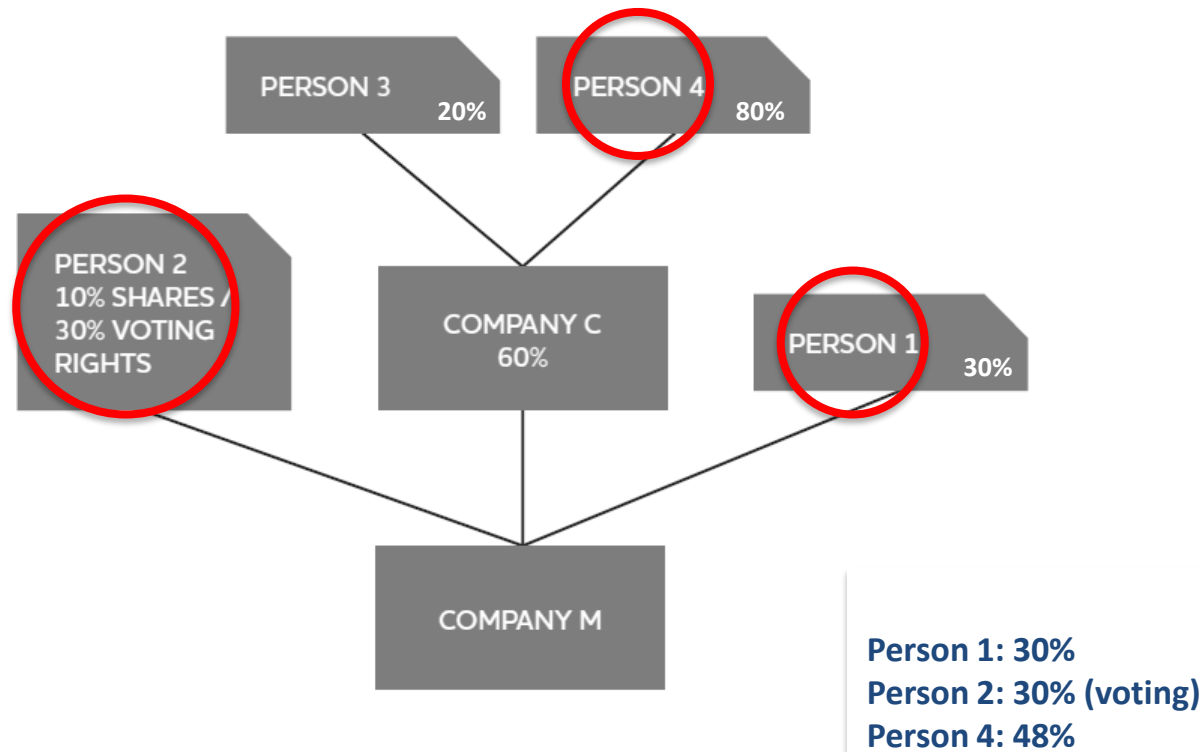 PERSON 3
20%
PERSON 4
80%
PERSON 2
10% SHARES /
30% VOTING
RIGHTS
COMPANY C
60%
PERSON 1
30%
COMPANY M
Person 1: 30%
Person 2: 30% (voting)
Person 4: 48%